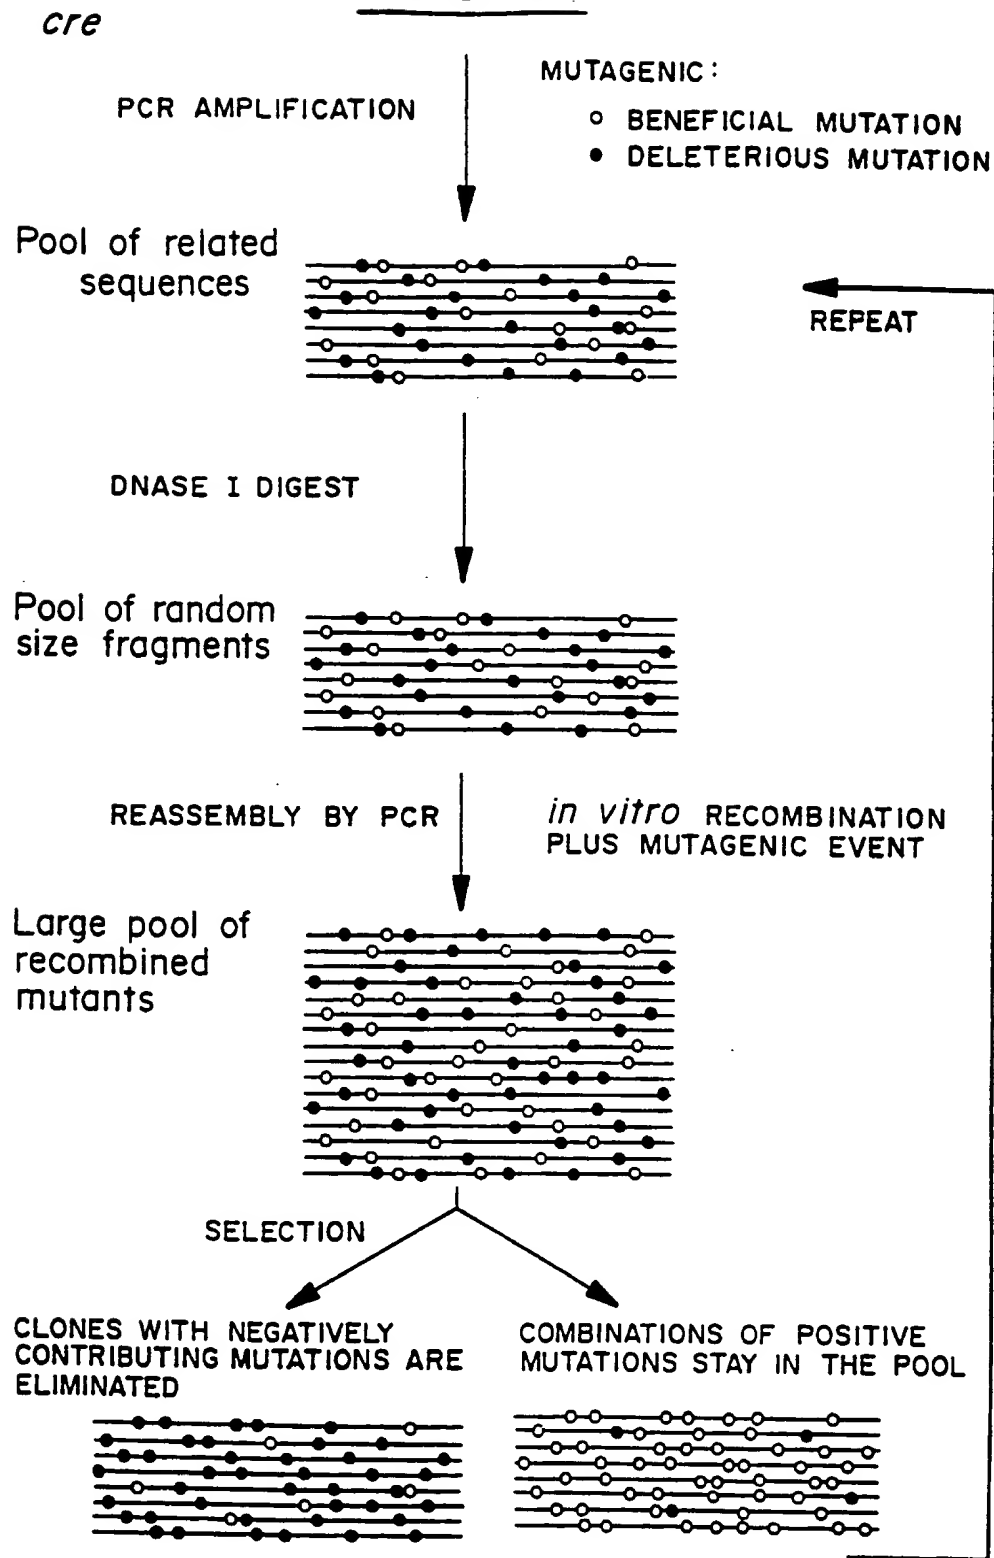 cre
PCR AMPLIFICATION
MUTAGENIC:
○ BENEFICIAL MUTATION
● DELETERIOUS MUTATION
Pool of related
sequences
REPEAT
DNASE I DIGEST
Pool of random
size fragments
REASSEMBLY BY PCR
in vitro RECOMBINATION
PLUS MUTAGENIC EVENT
Large pool of
recombined
mutants
SELECTION
CLONES WITH NEGATIVELY
CONTRIBUTING MUTATIONS ARE
ELIMINATED
COMBINATIONS OF POSITIVE
MUTATIONS STAY IN THE POOL